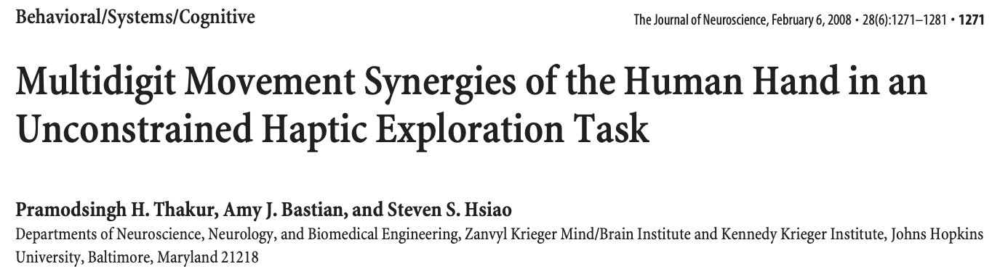 Behavioral/Systems/Cognitive
The Journal of Neuroscience, February 6, 2008 • 28(6):1271–1281 • 1271
Multidigit Movement Synergies of the Human Hand in an
Unconstrained Haptic Exploration Task
Pramodsingh H. Thakur, Amy J. Bastian, and Steven S. Hsiao
Departments of Neuroscience, Neurology, and Biomedical Engineering, Zanvyl Krieger Mind/Brain Institute and Kennedy Krieger Institute, Johns Hopkins
University, Baltimore, Maryland 21218